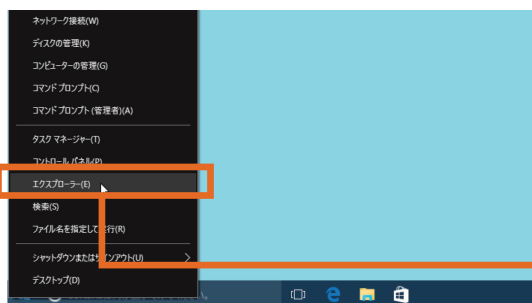 ネットワーク接続(W)
ディスクの管理(K)
コンピューターの管理(G)
コマンド プロンプト(C)
コマンド プロンプト (管理者)(A)
タスク マネージャー(T)
コントロール パネル(P)
エクスプローラー(E)
検索(S)
ファイル名を指定して実行(R)
シャットダウンまたはサインアウト(U)
デスクトップ(D)